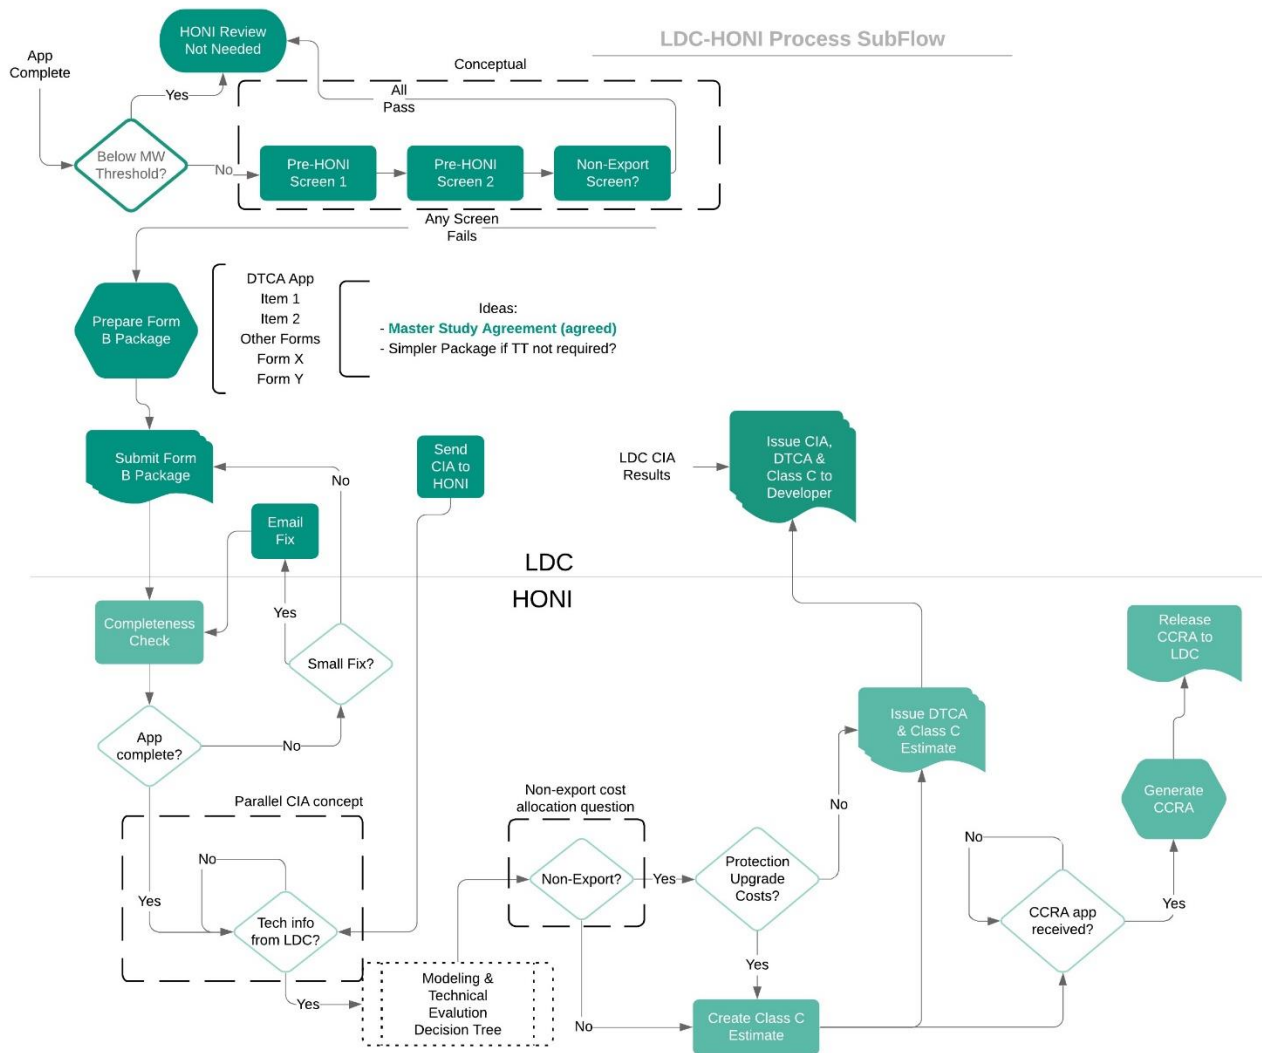 LDC-HONI Process SubFlow
App
Complete
HONI Review
Not Needed
Conceptual
Yes
All
Pass
Below MW
Threshold?
No
Pre-HONI
Screen 1
Pre-HONI
Screen 2
Non-Export
Screen?
Any Screen
Fails
Prepare Form
B Package
DTCA App
Item 1
Item 2
Other Forms
Form X
Form Y
Ideas:
- Master Study Agreement (agreed)
- Simpler Package if TT not required?
Submit Form
B Package
No
Send
CIA to
HONI
LDC CIA
Results
Issue CIA,
DTCA &
Class C to
Developer
Email
Fix
LDC
HONI
Completeness
Check
Yes
Small Fix?
Release
CCRA to
LDC
App
complete?
No
Issue DTCA
& Class C
Estimate
Parallel CIA concept
Non-export cost
allocation question
No
Generate
CCRA
No
Yes
Tech info
from LDC?
Non-Export?
Yes
Protection
Upgrade
Costs?
No
CCRA app
received?
Yes
Yes
Modeling &
Technical
Evalution
Decision Tree
Yes
No
Create Class C
Estimate